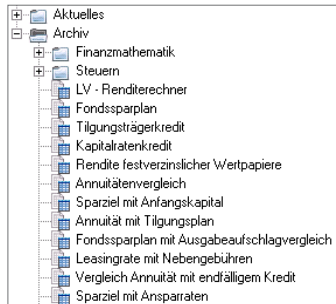 Aktuelles
Archiv
Finanzmathematik
Steuern
LV - Renditerechner
Fondssparplan
Tilgungsträgerkredit
Kapitalratenkredit
Rendite festverzinslicher Wertpapiere
Annuitätenvergleich
Sparziel mit Anfangskapital
Annuität mit Tilgungsplan
Fondssparplan mit Ausgabeaufschlagvergleich
Leasingrate mit Nebengebühren
Vergleich Annuität mit endfälligem Kredit
Sparziel mit Ansparraten